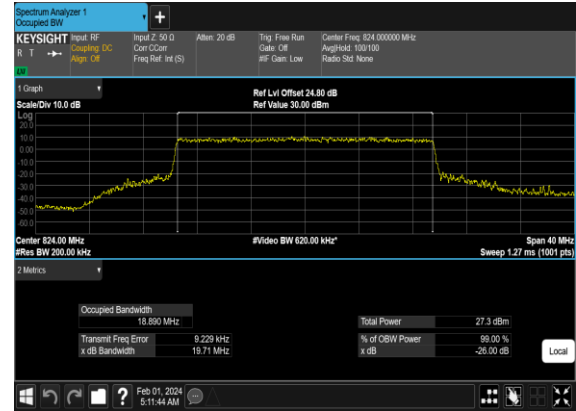 Spectrum Analyzer 1
Occupied BW
KEYSIGHT
R T
LU
Input: RF
Coupling: DC
Align: Off
Input Z: 50 Ω
Corr CCorr
Freq Ref: Int (S)
Atten: 20 dB
Trig: Free Run
Gate: Off
#IF Gain: Low
Center Freq: 824.000000 MHz
Avg|Hold: 100/100
Radio Std: None
1 Graph
Scale/Div 10.0 dB
Ref Lvl Offset 24.80 dB
Ref Value 30.00 dBm
Log
20.0
10.0
0.00
-10.0
-20.0
-30.0
-40.0
-50.0
-60.0
Center 824.00 MHz
#Res BW 200.00 kHz
#Video BW 620.00 kHz*
Span 40 MHz
Sweep 1.27 ms (1001 pts)
2 Metrics
Occupied Bandwidth
18.890 MHz
Total Power 27.3 dBm
Transmit Freq Error 9.229 kHz
% of OBW Power 99.00 %
x dB Bandwidth 19.71 MHz
x dB -26.00 dB
Local
?
Feb 01, 2024
5:11:44 AM